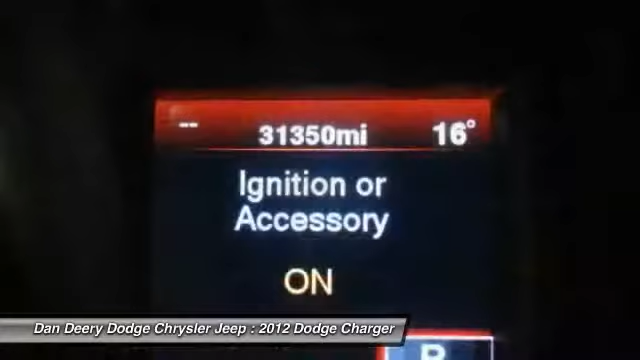 --
31350mi 16°
Ignition or
Accessory
ON
Dan Deery Dodge Chrysler Jeep : 2012 Dodge Charger